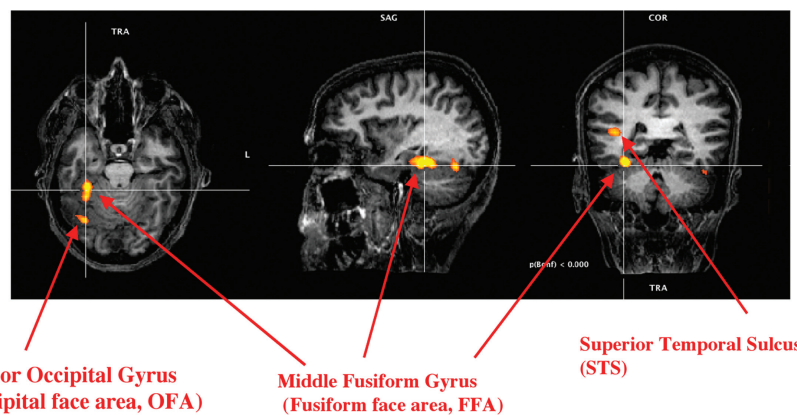 TRA
SAG
COR
L
p(Bonf) < 0.000
TRA
or Occipital Gyrus
ipital face area, OFA)
Middle Fusiform Gyrus
(Fusiform face area, FFA)
Superior Temporal Sulcus
(STS)